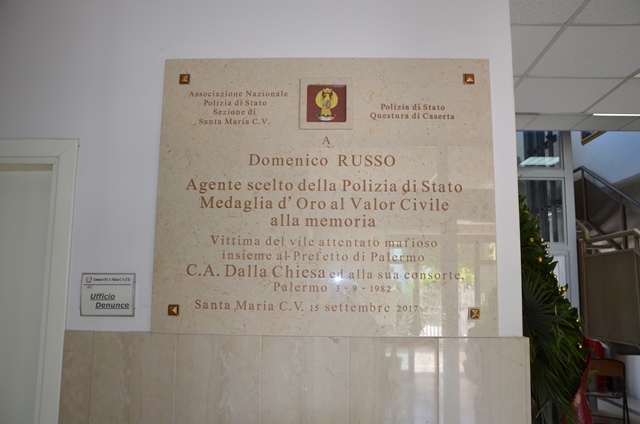 Associazione Nazionale
Polizia di Stato
Sezione di
Santa Maria C.V.
Polizia di Stato
Questura di Caserta
A
Domenico RUSSO
Agente scelto della Polizia di Stato
Medaglia d'Oro al Valor Civile
alla memoria
Vittima del vile attentato mafioso
insieme al Prefetto di Palermo
C.A. Dalla Chiesa ed alla sua consorte,
Palermo 3-9-1982
Santa Maria C.V. 15 settembre 2017
Ufficio
Denunce